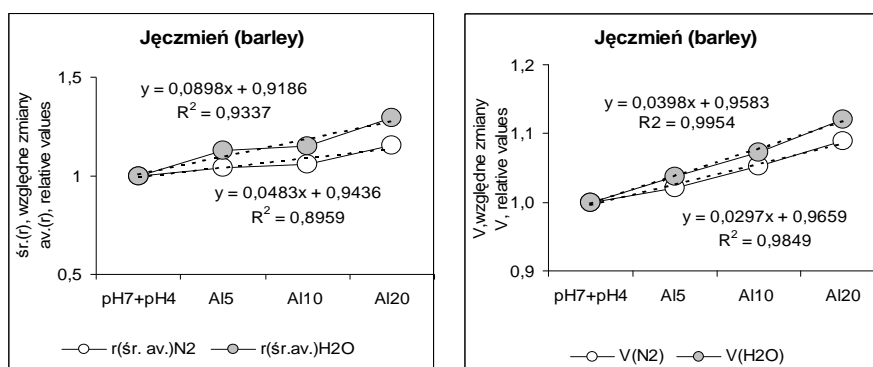 Jęczmień (barley)
śr.(r), względne zmiany
av.(r), relative values
1,5
1
0,5
y = 0,0898x + 0,9186
R² = 0,9337
y = 0,0483x + 0,9436
R² = 0,8959
pH7+pH4 Al5 Al10 Al20
r(śr. av.)N2 r(śr.av.)H2O
Jęczmień (barley)
V,względne zmiany
V, relative values
1,2
1,1
1,0
0,9
y = 0,0398x + 0,9583
R2 = 0,9954
y = 0,0297x + 0,9659
R² = 0,9849
pH7+pH4 Al5 Al10 Al20
V(N2) V(H2O)